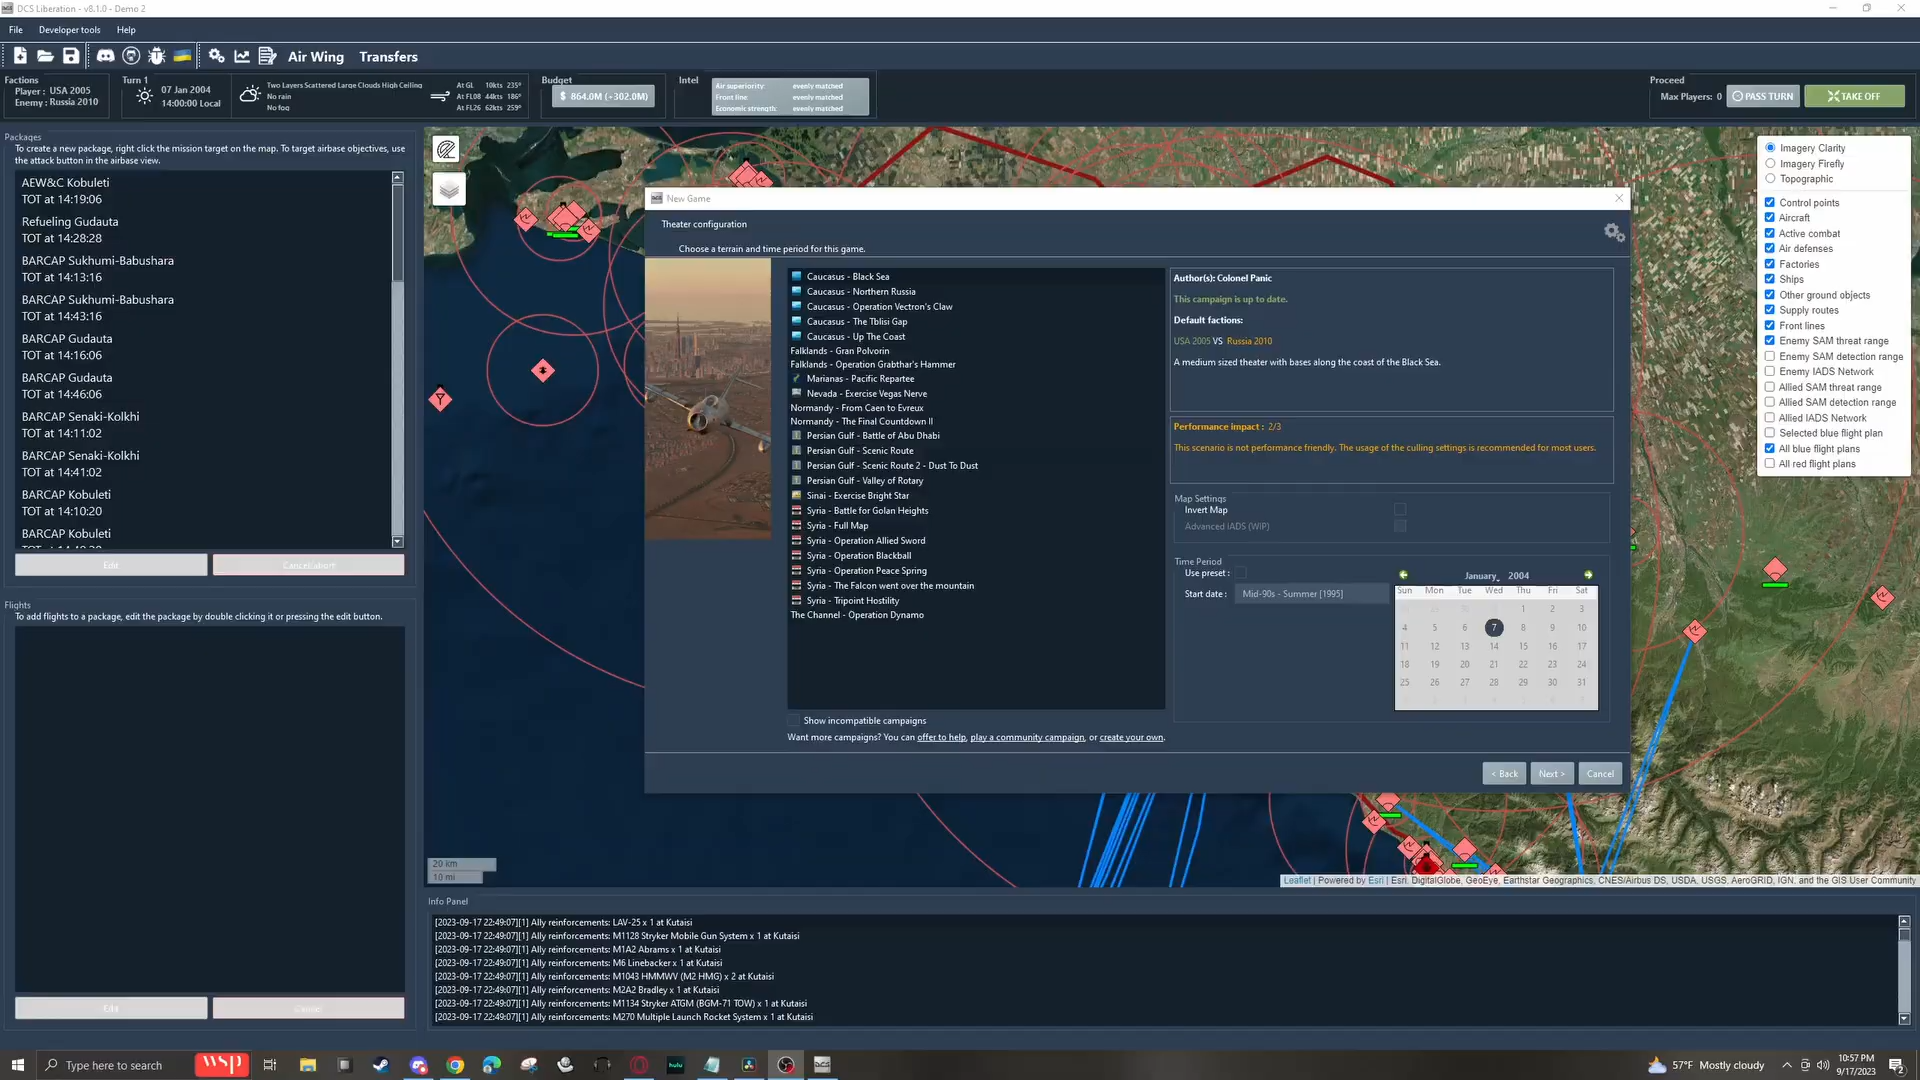 DCS Liberation - v8.1.0 - Demo 2
File
Developer tools
Help
Air Wing
Transfers
Factions
Player : USA 2005
Enemy : Russia 2010
Turn 1
07 Jan 2004
14:00:00 Local
Two Layers Scattered Large Clouds High Ceiling
No rain
No fog
At GL 10kts 235º
At FL08 44kts 186º
At FL26 62kts 259º
Budget
$ 864.0M (+302.0M)
Intel
Air superiority: evenly matched
Front line: evenly matched
Economic strength: evenly matched
Proceed
Max Players: 0
PASS TURN
TAKE OFF
Packages
To create a new package, right click the mission target on the map. To target airbase objectives, use
the attack button in the airbase view.
AEW&C Kobuleti
TOT at 14:19:06
Refueling Gudauta
TOT at 14:28:28
BARCAP Sukhumi-Babushara
TOT at 14:13:16
BARCAP Sukhumi-Babushara
TOT at 14:43:16
BARCAP Gudauta
TOT at 14:16:06
BARCAP Gudauta
TOT at 14:46:06
BARCAP Senaki-Kolkhi
TOT at 14:11:02
BARCAP Senaki-Kolkhi
TOT at 14:41:02
BARCAP Kobuleti
TOT at 14:10:20
BARCAP Kobuleti
Edit
Cancel/abort
Flights
To add flights to a package, edit the package by double clicking it or pressing the edit button.
Edit
Cancel
New Game
Theater configuration
Choose a terrain and time period for this game.
Caucasus - Black Sea
Caucasus - Northern Russia
Caucasus - Operation Vectron's Claw
Caucasus - The Tblisi Gap
Caucasus - Up The Coast
Falklands - Gran Polvorin
Falklands - Operation Grabthar's Hammer
Marianas - Pacific Repartee
Nevada - Exercise Vegas Nerve
Normandy - From Caen to Evreux
Normandy - The Final Countdown II
Persian Gulf - Battle of Abu Dhabi
Persian Gulf - Scenic Route
Persian Gulf - Scenic Route 2 - Dust To Dust
Persian Gulf - Valley of Rotary
Sinai - Exercise Bright Star
Syria - Battle for Golan Heights
Syria - Full Map
Syria - Operation Allied Sword
Syria - Operation Blackball
Syria - Operation Peace Spring
Syria - The Falcon went over the mountain
Syria - Tripoint Hostility
The Channel - Operation Dynamo
Show incompatible campaigns
Want more campaigns? You can offer to help, play a community campaign, or create your own.
Author(s): Colonel Panic
This campaign is up to date.
Default factions:
USA 2005 VS Russia 2010
A medium sized theater with bases along the coast of the Black Sea.
Performance impact : 2/3
This scenario is not performance friendly. The usage of the culling settings is recommended for most users.
Map Settings
Invert Map
Advanced IADS (WIP)
Time Period
Use preset :
Start date :
Mid-90s - Summer [1995]
January, 2004
Sun Mon Tue Wed Thu Fri Sat
1 2 3
4 5 6 7 8 9 10
11 12 13 14 15 16 17
18 19 20 21 22 23 24
25 26 27 28 29 30 31
< Back
Next >
Cancel
Imagery Clarity
Imagery Firefly
Topographic
Control points
Aircraft
Active combat
Air defenses
Factories
Ships
Other ground objects
Supply routes
Front lines
Enemy SAM threat range
Enemy SAM detection range
Enemy IADS Network
Allied SAM threat range
Allied SAM detection range
Allied IADS Network
Selected blue flight plan
All blue flight plans
All red flight plans
20 km
10 mi
Leaflet | Powered by Esri | Esri, DigitalGlobe, GeoEye, Earthstar Geographics, CNES/Airbus DS, USDA, USGS, AeroGRID, IGN, and the GIS User Community
Info Panel
[2023-09-17 22:49:07][1] Ally reinforcements: LAV-25 x 1 at Kutaisi
[2023-09-17 22:49:07][1] Ally reinforcements: M1128 Stryker Mobile Gun System x 1 at Kutaisi
[2023-09-17 22:49:07][1] Ally reinforcements: M1A2 Abrams x 1 at Kutaisi
[2023-09-17 22:49:07][1] Ally reinforcements: M6 Linebacker x 1 at Kutaisi
[2023-09-17 22:49:07][1] Ally reinforcements: M1043 HMMWV (M2 HMG) x 2 at Kutaisi
[2023-09-17 22:49:07][1] Ally reinforcements: M2A2 Bradley x 1 at Kutaisi
[2023-09-17 22:49:07][1] Ally reinforcements: M1134 Stryker ATGM (BGM-71 TOW) x 1 at Kutaisi
[2023-09-17 22:49:07][1] Ally reinforcements: M270 Multiple Launch Rocket System x 1 at Kutaisi
Type here to search
wsp
hulu
57°F Mostly cloudy
10:57 PM
9/17/2023
2